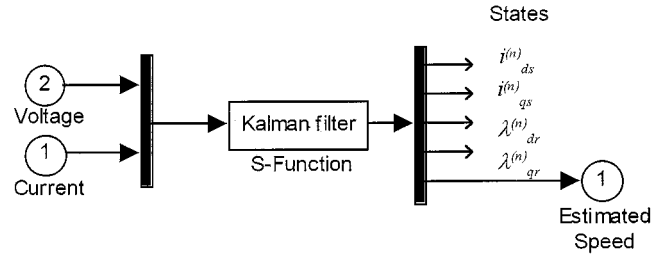 States
i(n)ds
i(n)qs
λ(n)dr
λ(n)qr
2
Voltage
1
Current
Kalman-filter
S-Function
1
Estimated
Speed